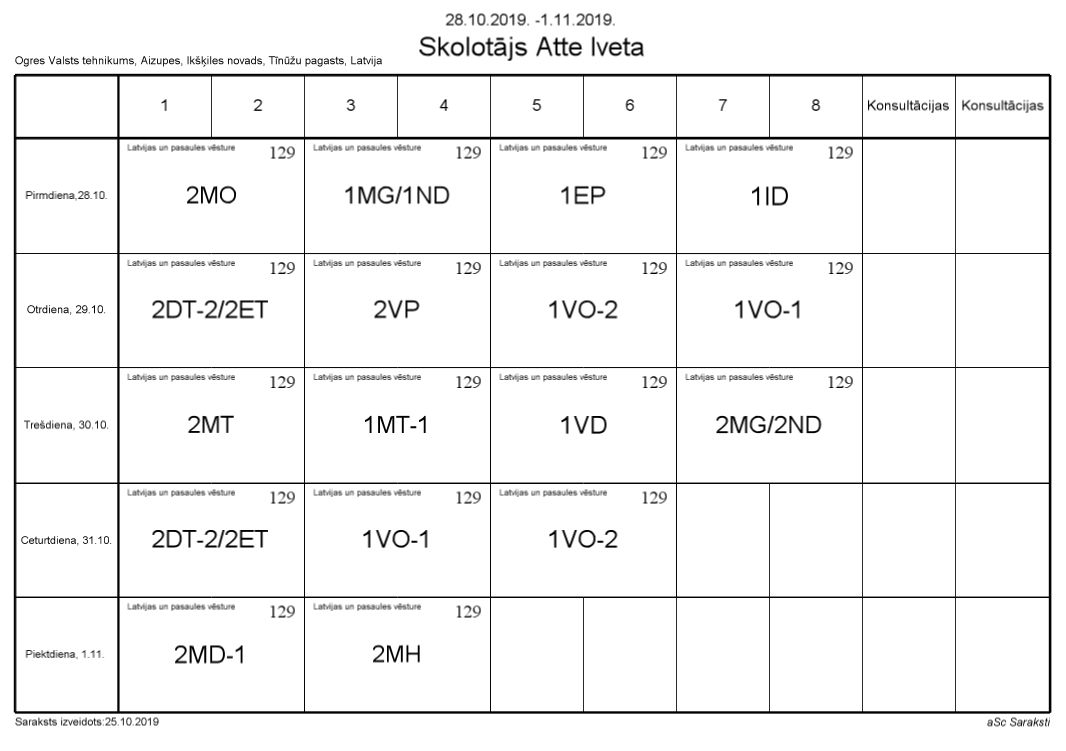 28.10.2019. -1.11.2019.
Skolotājs Atte Iveta
Ogres Valsts tehnikums, Aizupes, Ikšķiles novads, Tīnūžu pagasts, Latvija
1 2 3 4 5 6 7 8 Konsultācijas Konsultācijas
Latvijas un pasaules vēsture 129 Latvijas un pasaules vēsture 129 Latvijas un pasaules vēsture 129 Latvijas un pasaules vēsture 129
Pirmdiena,28.10. 2MO 1MG/1ND 1EP 1ID
Latvijas un pasaules vēsture 129 Latvijas un pasaules vēsture 129 Latvijas un pasaules vēsture 129 Latvijas un pasaules vēsture 129
Otrdiena, 29.10. 2DT-2/2ET 2VP 1VO-2 1VO-1
Latvijas un pasaules vēsture 129 Latvijas un pasaules vēsture 129 Latvijas un pasaules vēsture 129 Latvijas un pasaules vēsture 129
Trešdiena, 30.10. 2MT 1MT-1 1VD 2MG/2ND
Latvijas un pasaules vēsture 129 Latvijas un pasaules vēsture 129 Latvijas un pasaules vēsture 129
Ceturtdiena, 31.10. 2DT-2/2ET 1VO-1 1VO-2
Latvijas un pasaules vēsture 129 Latvijas un pasaules vēsture 129
Piektdiena, 1.11. 2MD-1 2MH
Saraksts izveidots:25.10.2019 aSc Saraksti